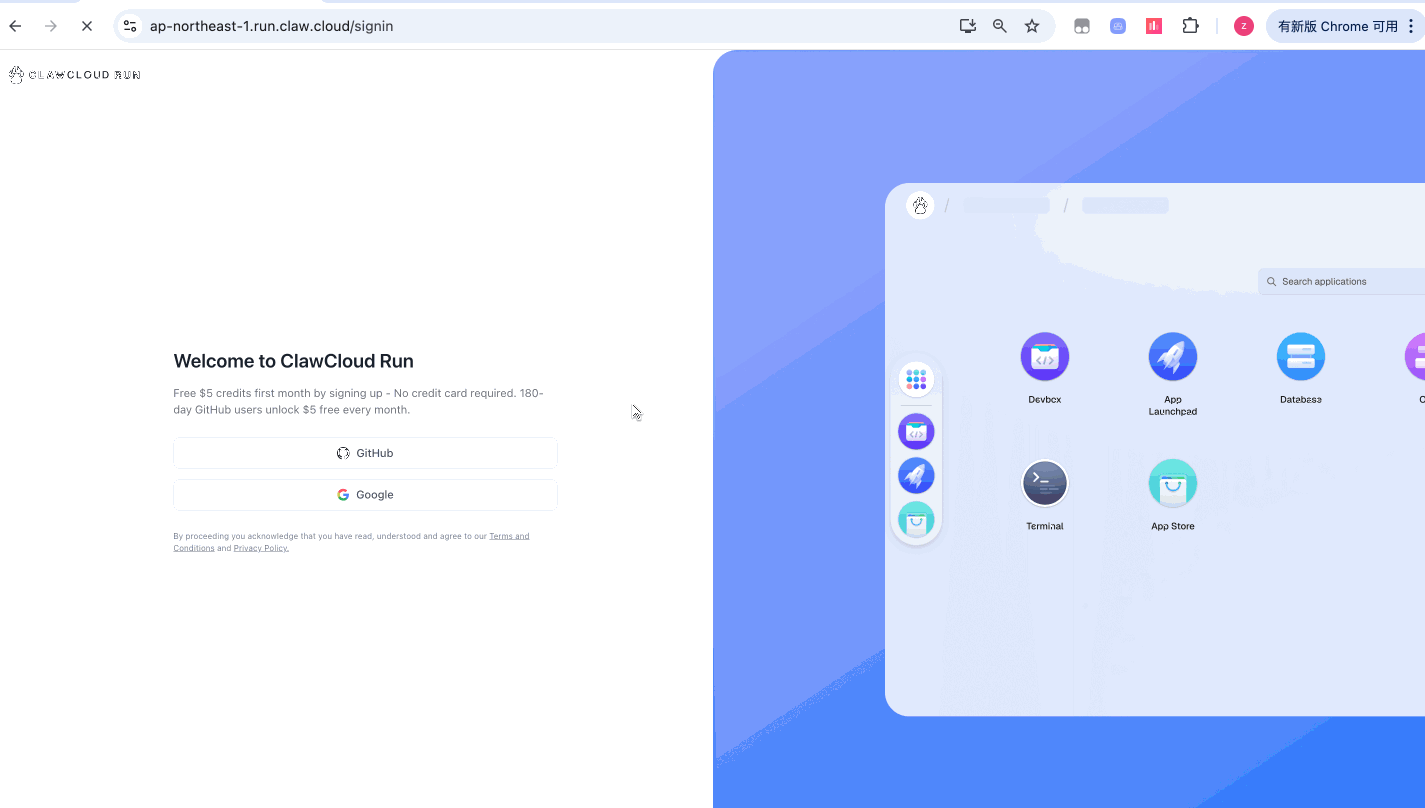 ap-northeast-1.run.claw.cloud/signin
Z
有新版 Chrome 可用
CLAWCLOUD RUN
Search applications
Devbox
App
Launchpad
Database
Terminal
App Store
Welcome to ClawCloud Run
Free $5 credits first month by signing up - No credit card required. 180-
day GitHub users unlock $5 free every month.
GitHub
Google
By proceeding you acknowledge that you have read, understood and agree to our Terms and
Conditions and Privacy Policy.